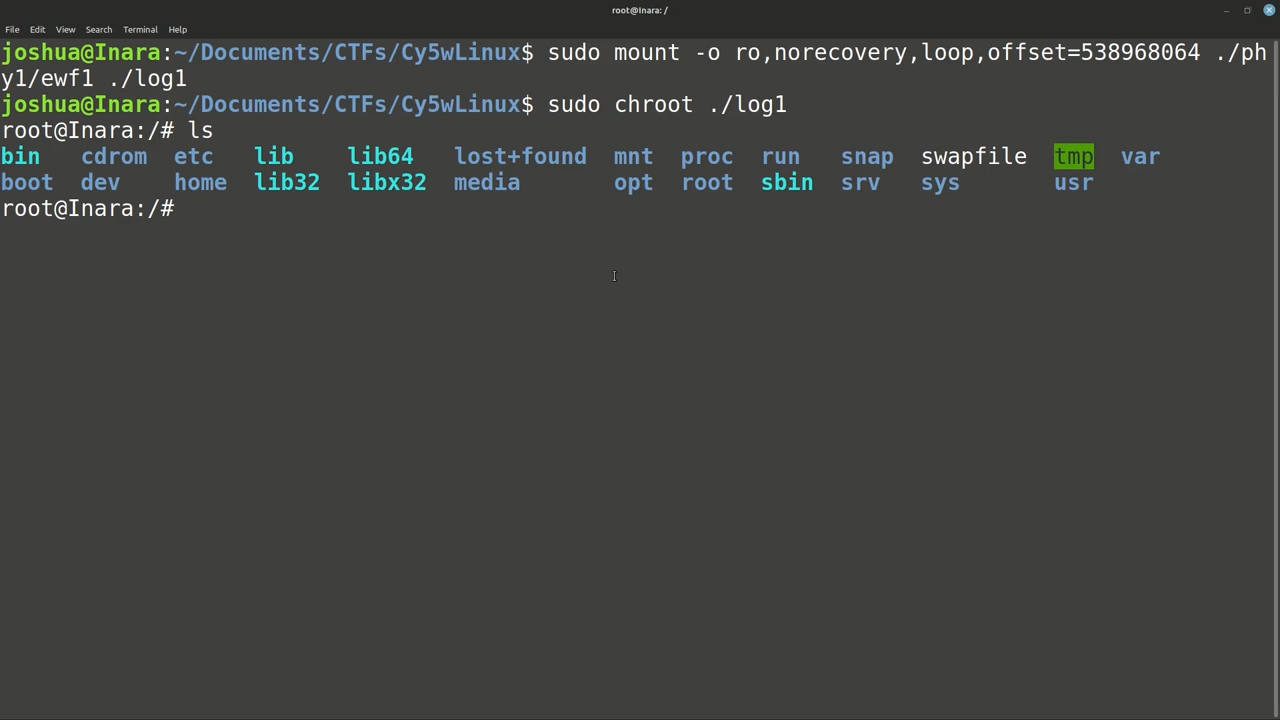 root@Inara: /
File Edit View Search Terminal Help
joshua@Inara:~/Documents/CTFs/Cy5wLinux$ sudo mount -o ro,norecovery,loop,offset=538968064 ./ph
y1/ewf1 ./log1
joshua@Inara:~/Documents/CTFs/Cy5wLinux$ sudo chroot ./log1
root@Inara:/# ls
bin cdrom etc lib lib64 lost+found mnt proc run snap swapfile tmp var
boot dev home lib32 libx32 media opt root sbin srv sys usr
root@Inara:/#